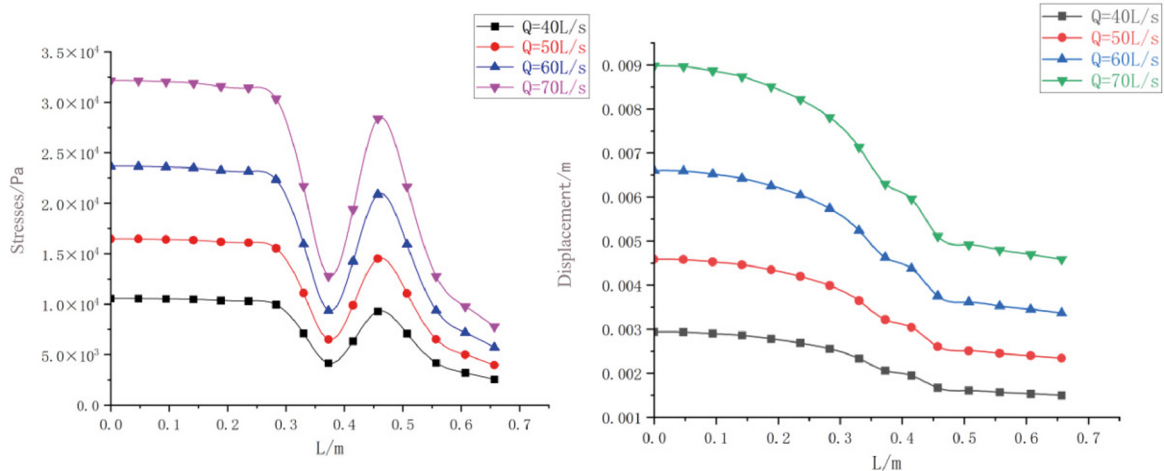 Q=40L/s
Q=50L/s
Q=60L/s
Q=70L/s
3.5×10⁴
3.0×10⁴
2.5×10⁴
2.0×10⁴
1.5×10⁴
1.0×10⁴
5.0×10³
0.0
Stresses/Pa
0.0 0.1 0.2 0.3 0.4 0.5 0.6 0.7
L/m
Q=40L/s
Q=50L/s
Q=60L/s
Q=70L/s
0.009
0.008
0.007
0.006
0.005
0.004
0.003
0.002
0.001
Displacement/m
0.0 0.1 0.2 0.3 0.4 0.5 0.6 0.7
L/m